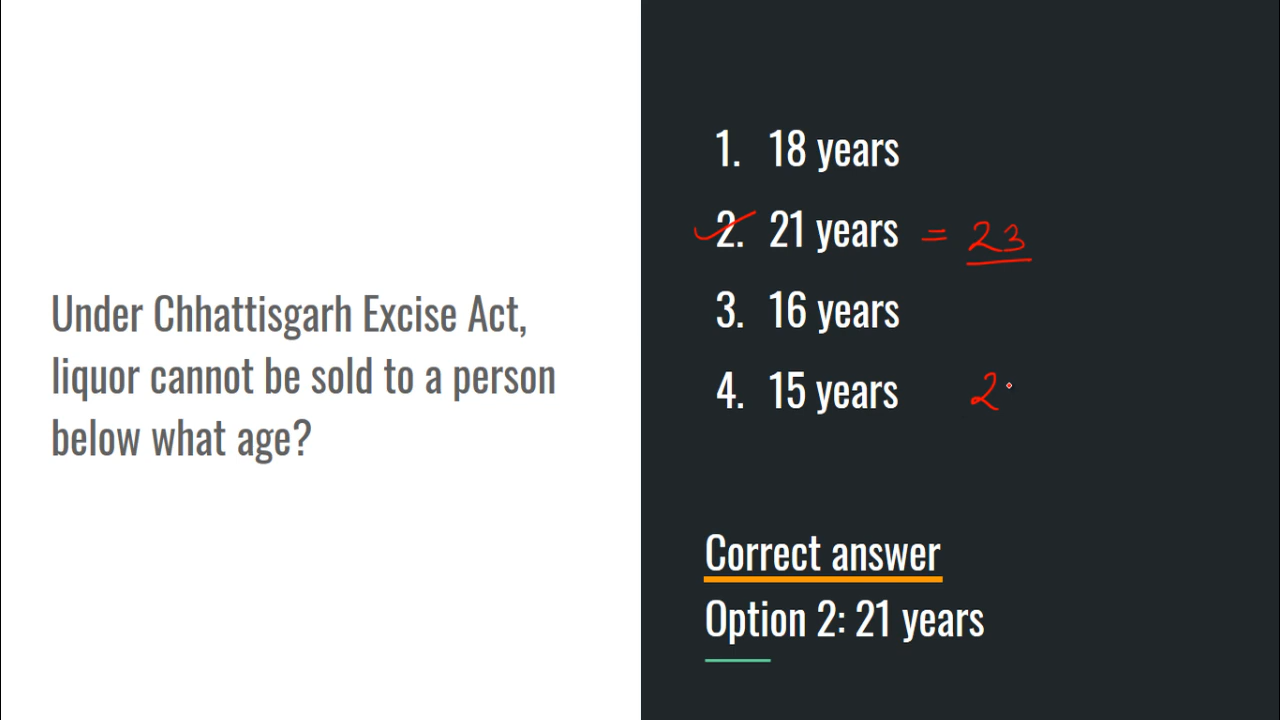 Under Chhattisgarh Excise Act,
liquor cannot be sold to a person
below what age?
1. 18 years
2. 21 years = 23
3. 16 years
4. 15 years 2
Correct answer
Option 2: 21 years